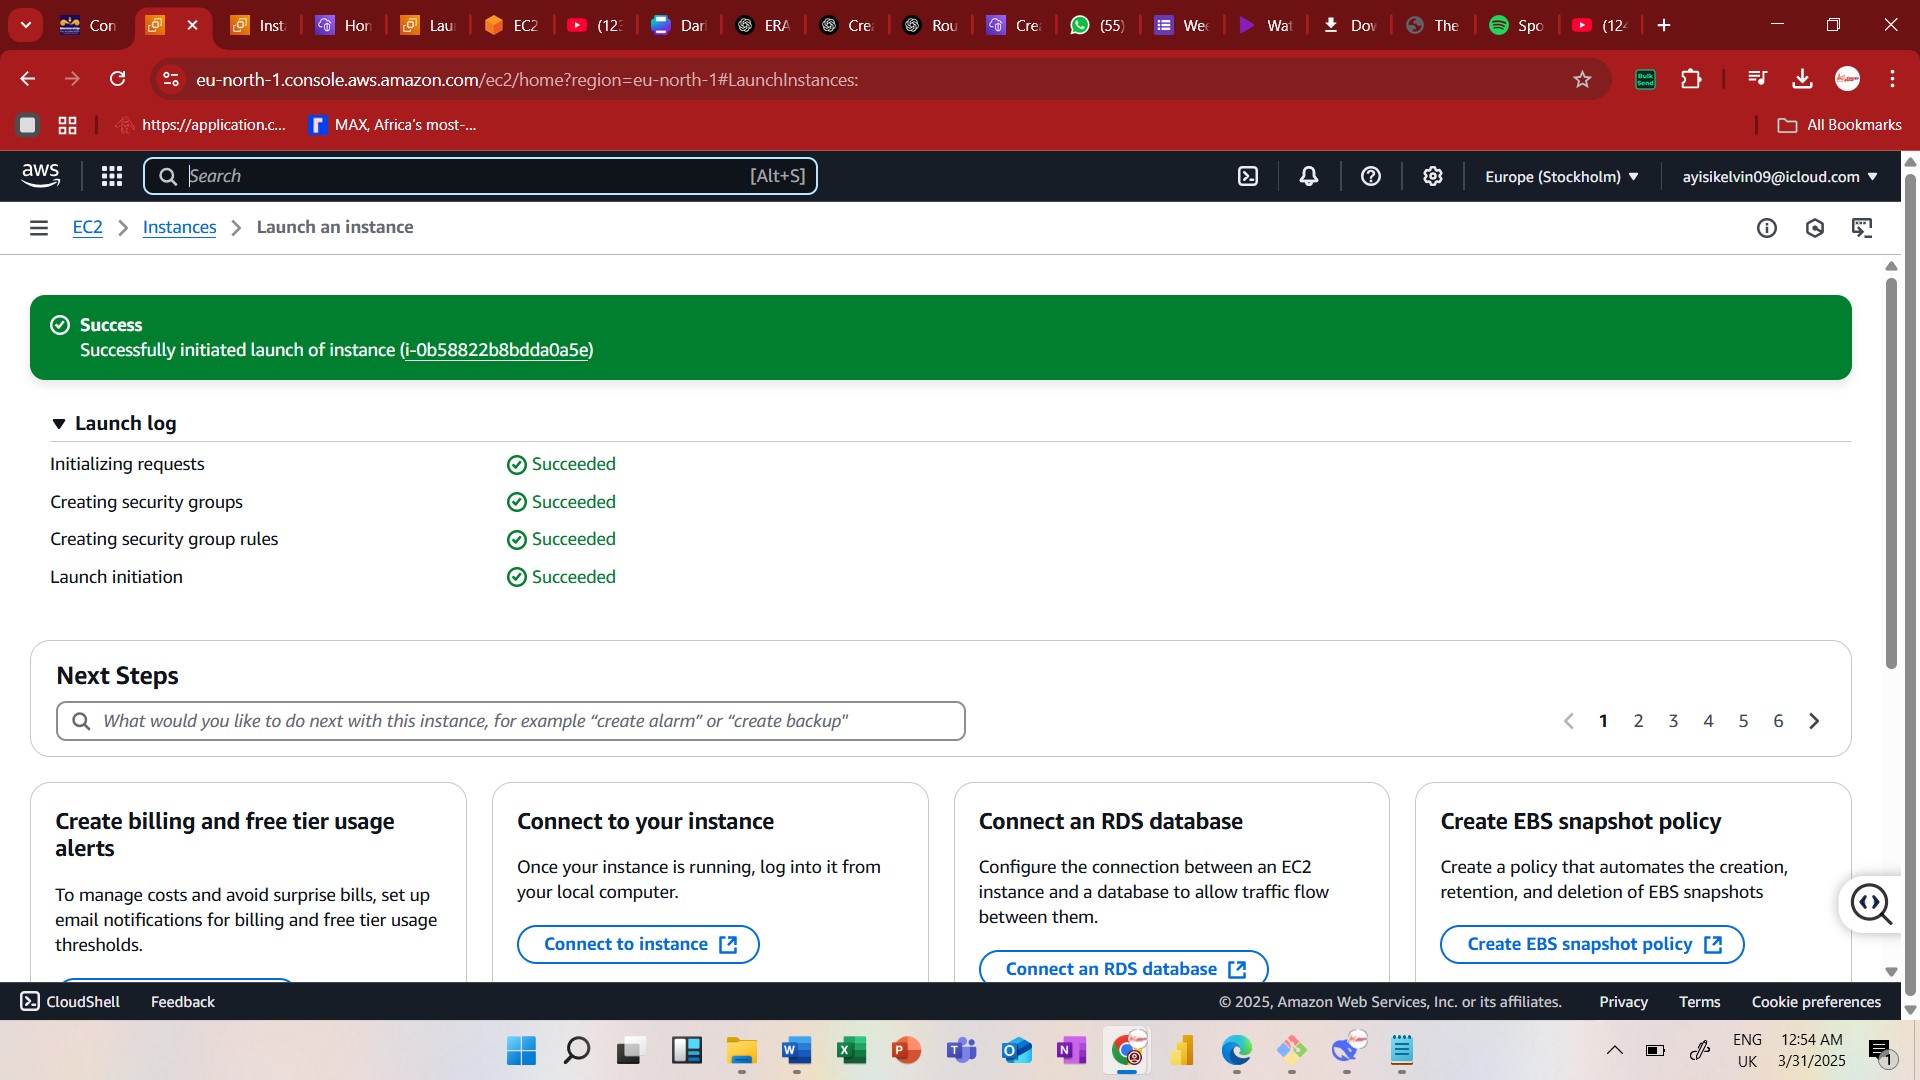 Con
Inst
Hon
Lau
EC2
(123
Darl
ERA
Crea
Rou
Crea
(55)
Wee
Wat
Dow
The
Spo
(124
eu-north-1.console.aws.amazon.com/ec2/home?region=eu-north-1#LaunchInstances:
Bulk Send
https://application.c...
MAX, Africa's most-...
All Bookmarks
aws
Search
[Alt+S]
Europe (Stockholm)
ayisikelvin09@icloud.com
EC2
Instances
Launch an instance
Success
Successfully initiated launch of instance (i-0b58822b8bdda0a5e)
Launch log
Initializing requests Succeeded
Creating security groups Succeeded
Creating security group rules Succeeded
Launch initiation Succeeded
Next Steps
What would you like to do next with this instance, for example “create alarm” or “create backup"
1 2 3 4 5 6
Create billing and free tier usage
alerts
To manage costs and avoid surprise bills, set up
email notifications for billing and free tier usage
thresholds.
Connect to your instance
Once your instance is running, log into it from
your local computer.
Connect to instance
Connect an RDS database
Configure the connection between an EC2
instance and a database to allow traffic flow
between them.
Connect an RDS database
Create EBS snapshot policy
Create a policy that automates the creation,
retention, and deletion of EBS snapshots
Create EBS snapshot policy
CloudShell
Feedback
© 2025, Amazon Web Services, Inc. or its affiliates.
Privacy
Terms
Cookie preferences
ENG
UK
12:54 AM
3/31/2025
1